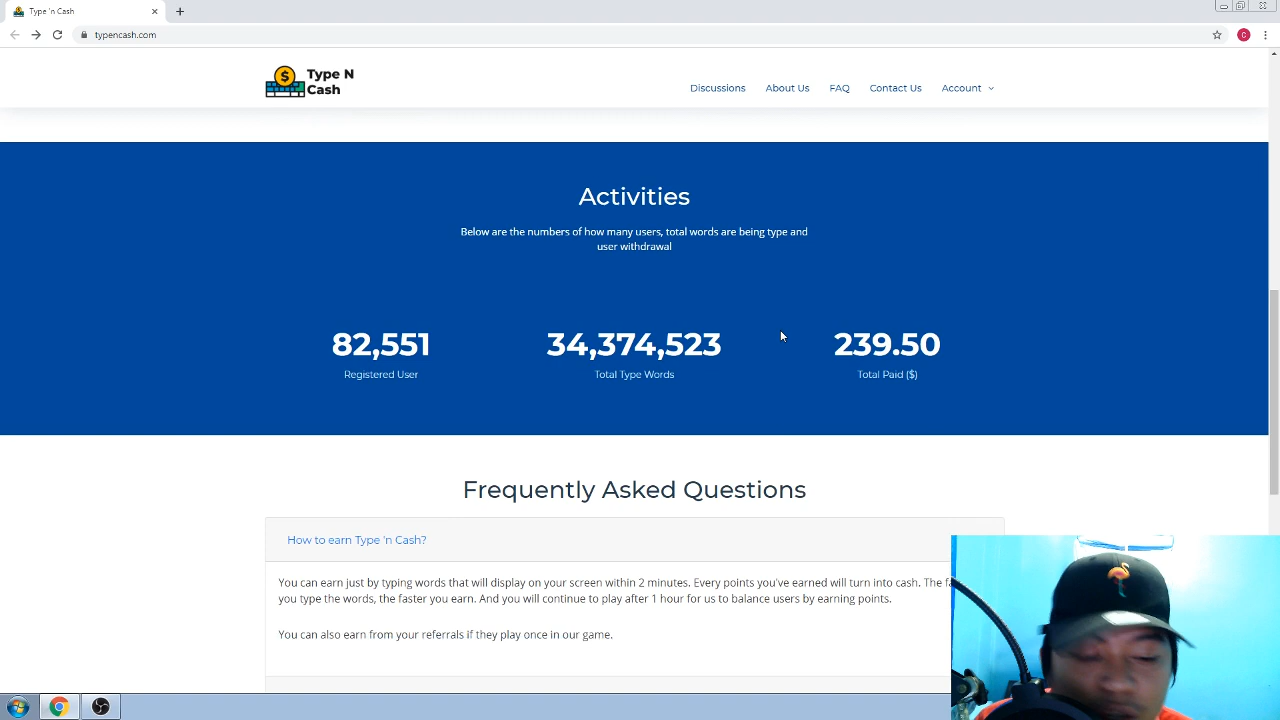 Type 'n Cash
typencash.com
C
$
Type N
Cash
Discussions
About Us
FAQ
Contact Us
Account
Activities
Below are the numbers of how many users, total words are being type and
user withdrawal
82,551
34,374,523
239.50
Registered User
Total Type Words
Total Paid ($)
Frequently Asked Questions
How to earn Type 'n Cash?
You can earn just by typing words that will display on your screen within 2 minutes. Every points you've earned will turn into cash. The
you type the words, the faster you earn. And you will continue to play after 1 hour for us to balance users by earning points.
You can also earn from your referrals if they play once in our game.